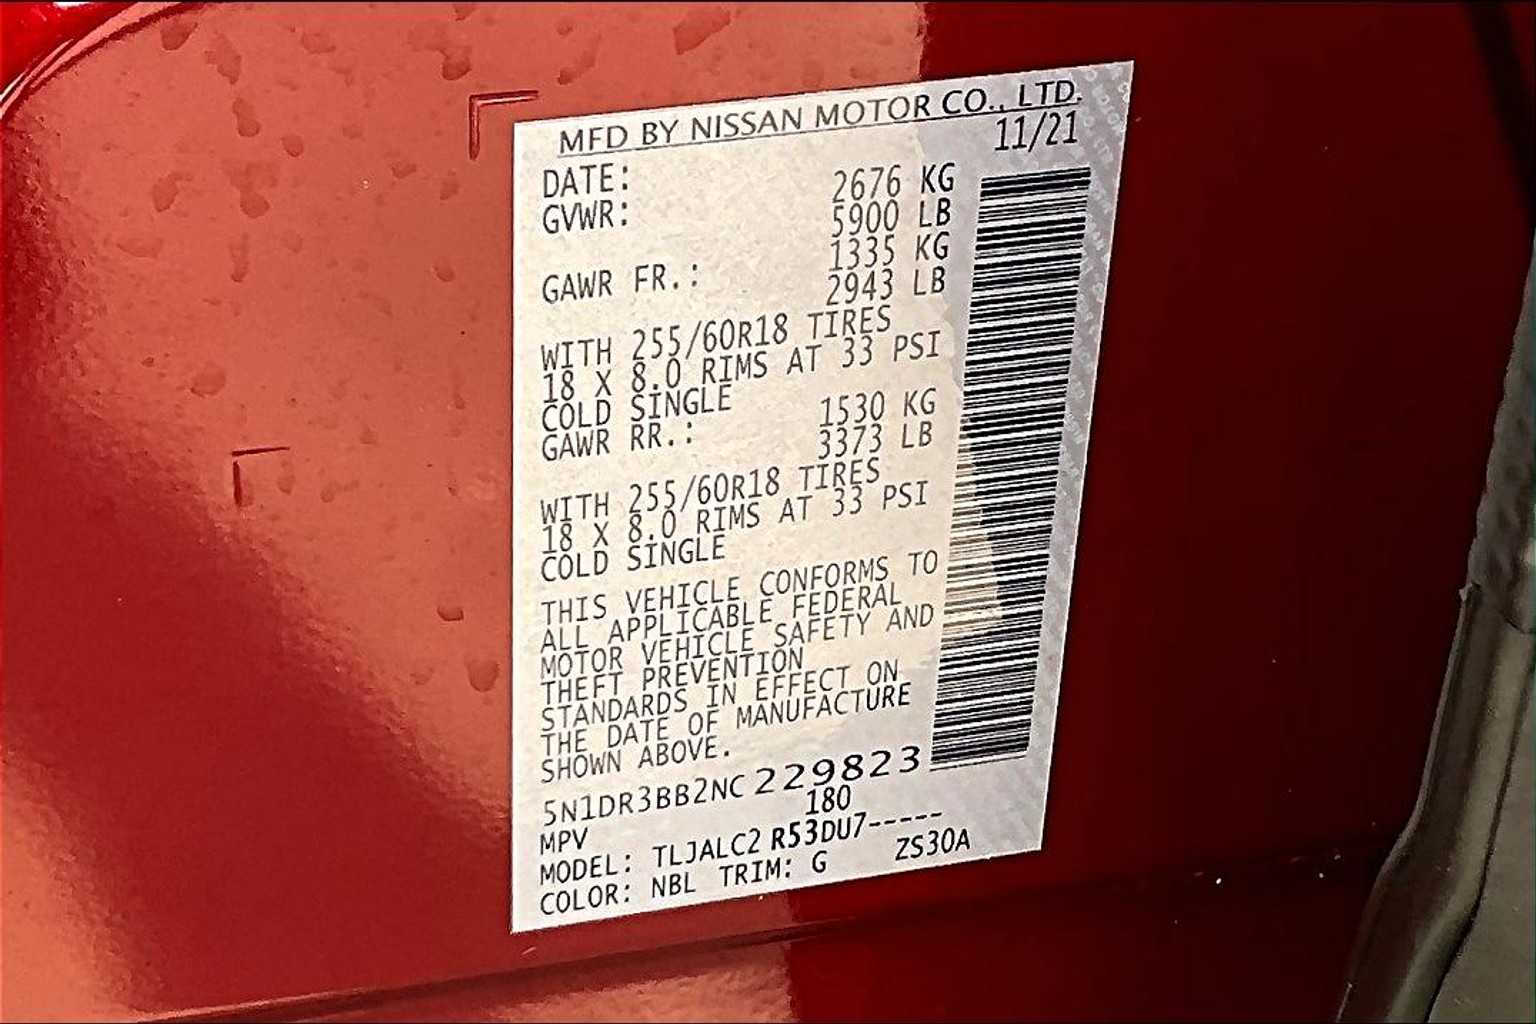 MFD BY NISSAN MOTOR CO., LTD.
DATE: 11/21
GVWR: 2676 KG
5900 LB
GAWR FR.: 1335 KG
2943 LB
WITH 255/60R18 TIRES
18 X 8.0 RIMS AT 33 PSI
COLD SINGLE
GAWR RR.: 1530 KG
3373 LB
WITH 255/60R18 TIRES
18 X 8.0 RIMS AT 33 PSI
COLD SINGLE
THIS VEHICLE CONFORMS TO
ALL APPLICABLE FEDERAL
MOTOR VEHICLE SAFETY AND
THEFT PREVENTION
STANDARDS IN EFFECT ON
THE DATE OF MANUFACTURE
SHOWN ABOVE.
5N1DR3BB2NC229823
MPV 180
MODEL: TLJALC2 R53DU7-----
COLOR: NBL TRIM: G ZS30A